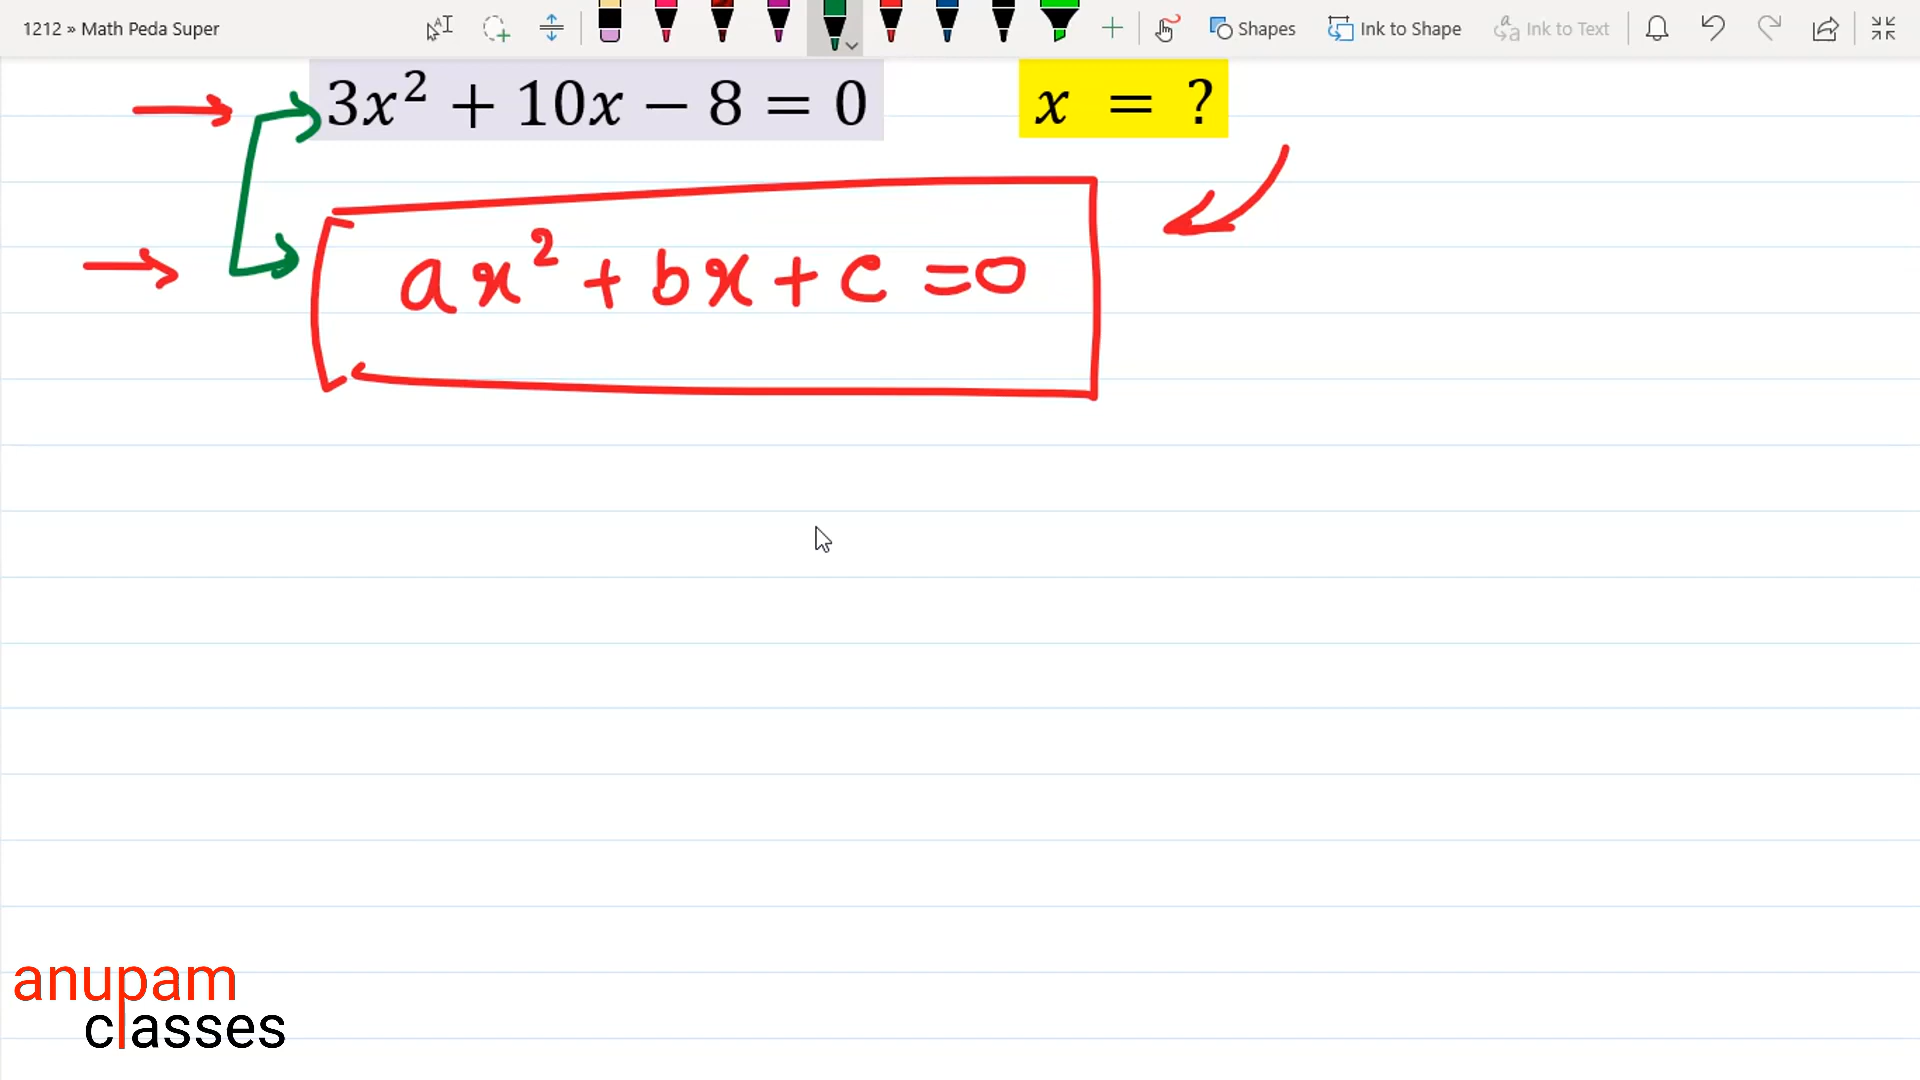 1212 » Math Peda Super
Shapes
Ink to Shape
Ink to Text
3x² + 10x − 8 = 0
x = ?
ax² + bx + c = 0
anupam
classes